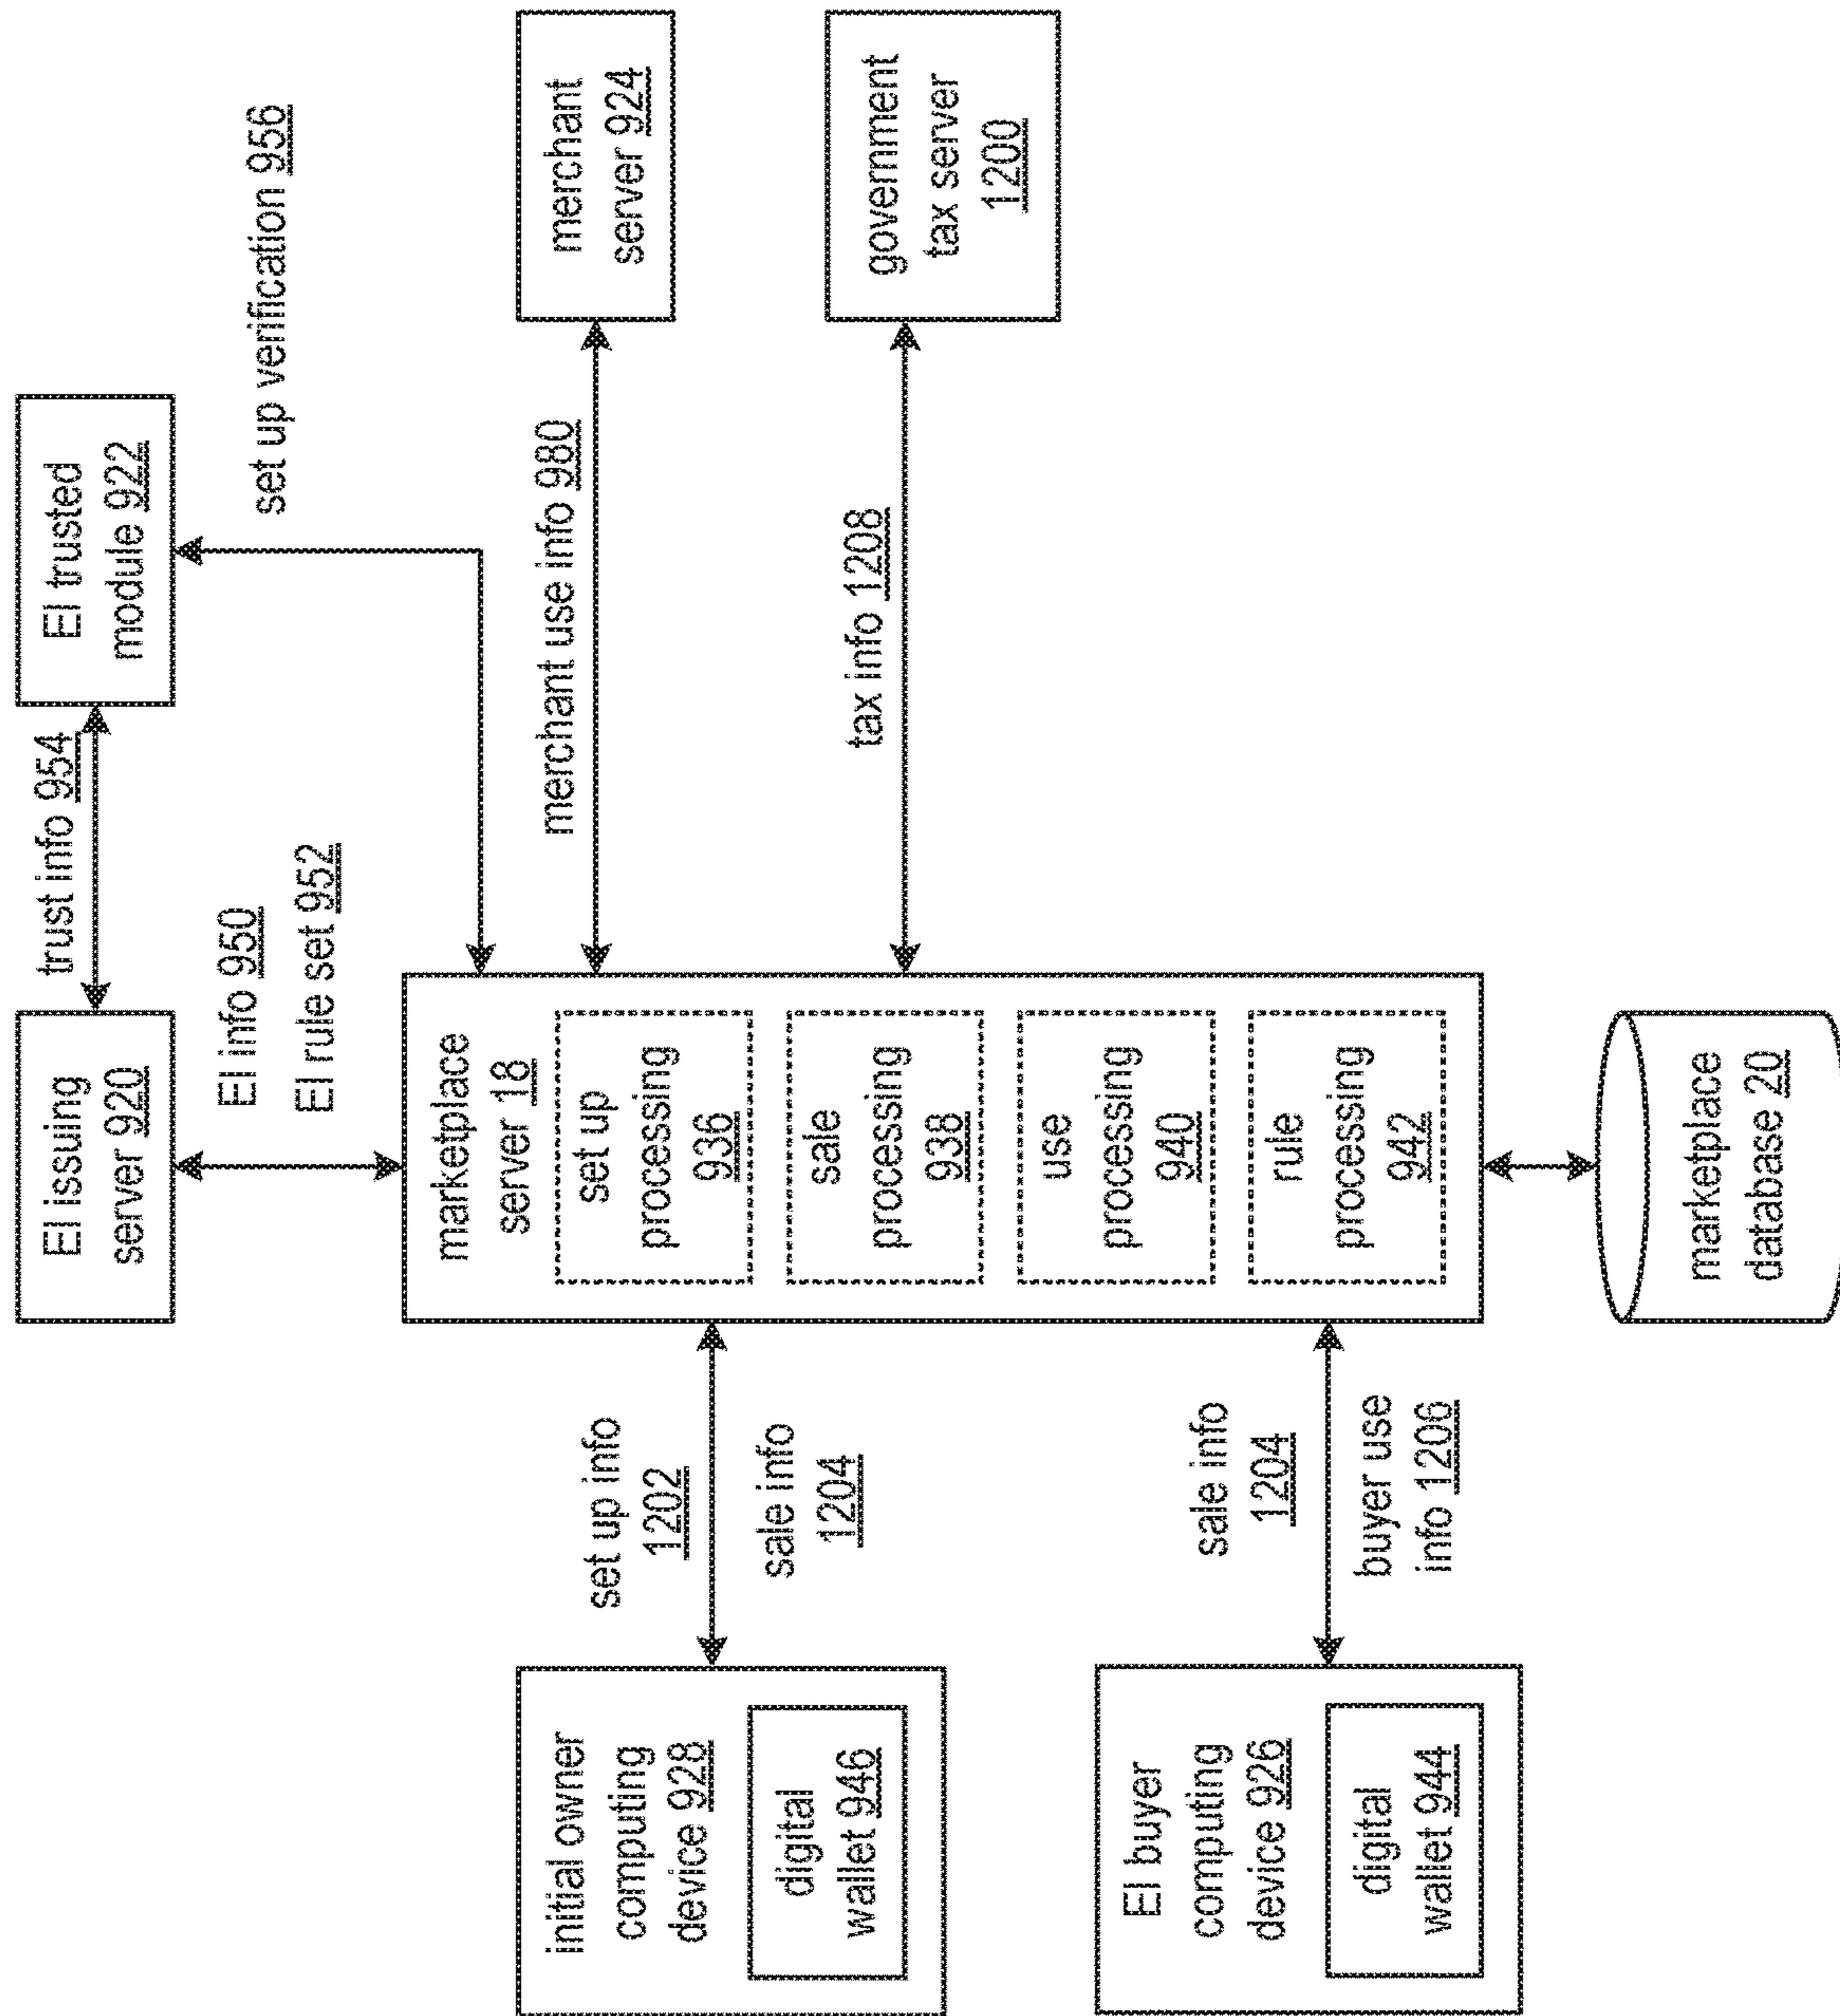 EI issuing
server 920
trust info 954
EI trusted
module 922
EI info 950
EI rule set 952
set up verification 956
marketplace
server 18
set up
processing
936
sale
processing
938
use
processing
940
rule
processing
942
merchant use info 980
merchant
server 924
tax info 1208
government
tax server
1200
initial owner
computing
device 928
digital
wallet 946
set up info
1202
sale info
1204
EI buyer
computing
device 926
digital
wallet 944
sale info
1204
buyer use
info 1206
marketplace
database 20